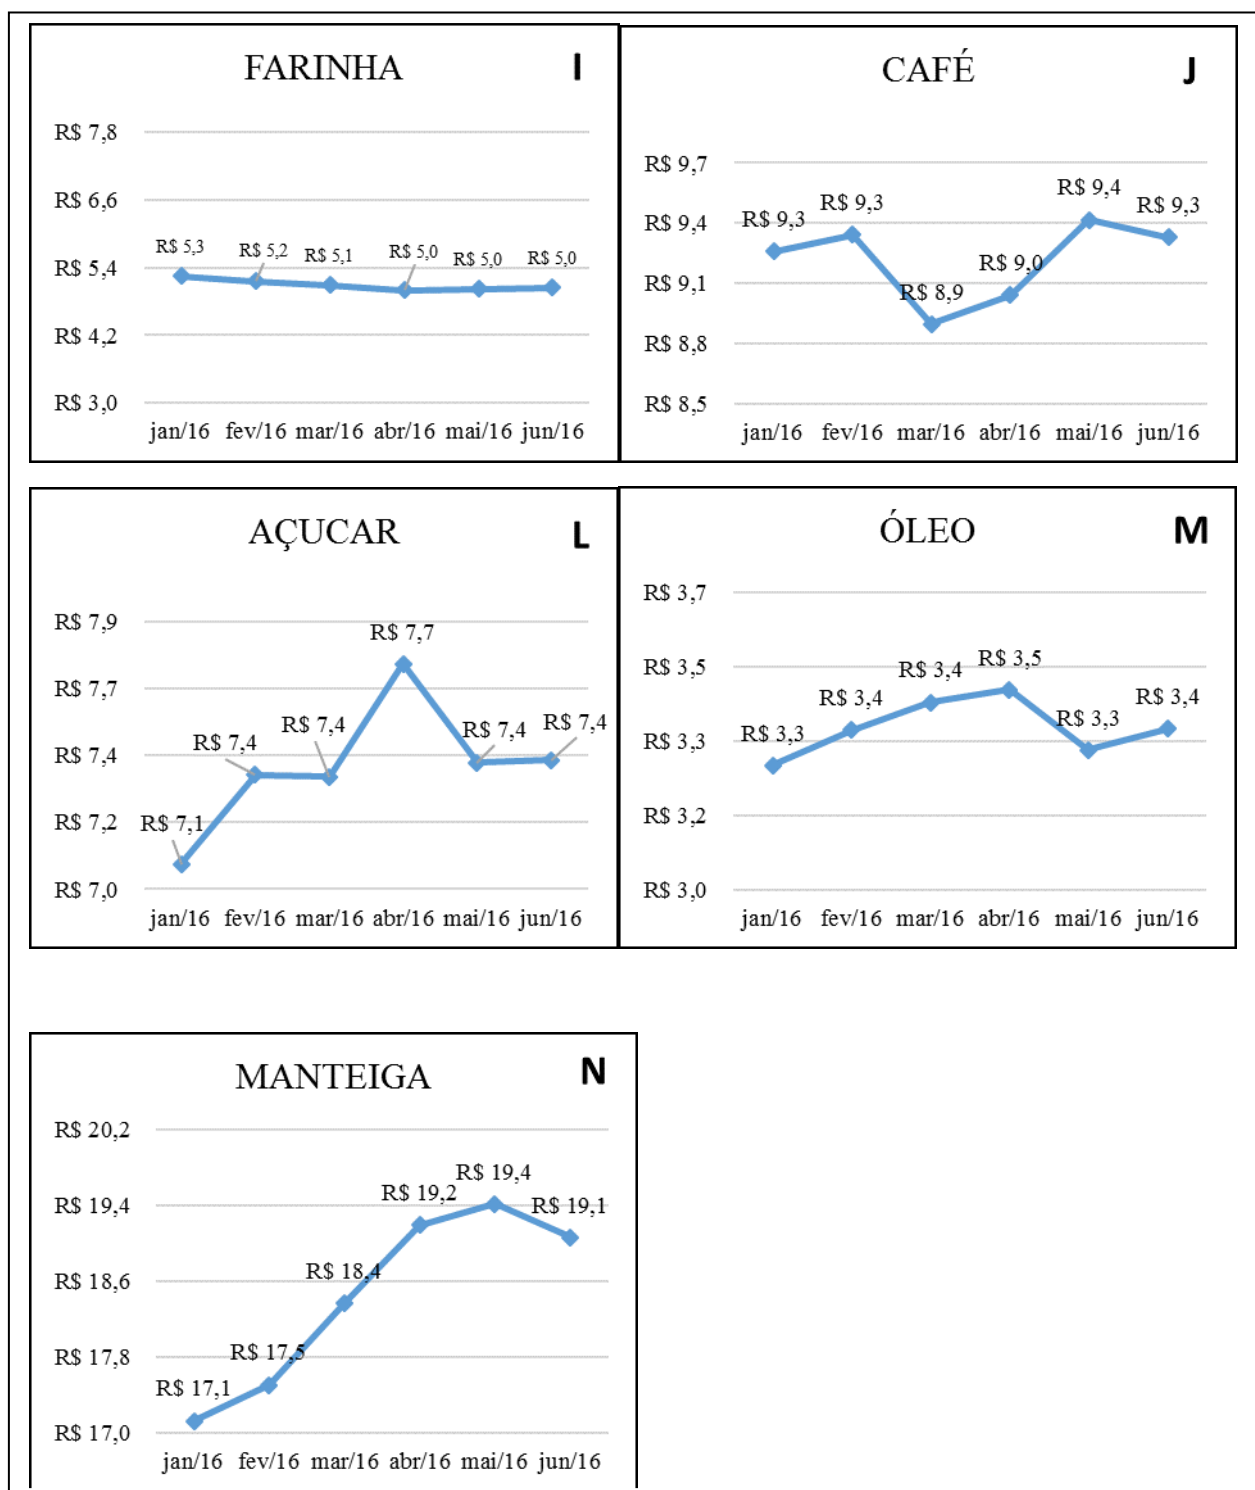 FARINHA
I
R$ 7,8
R$ 6,6
R$ 5,4
R$ 4,2
R$ 3,0
R$ 5,3
R$ 5,2
R$ 5,1
R$ 5,0
R$ 5,0
R$ 5,0
jan/16 fev/16 mar/16 abr/16 mai/16 jun/16
CAFÉ
J
R$ 9,7
R$ 9,4
R$ 9,1
R$ 8,8
R$ 8,5
R$ 9,3
R$ 9,3
R$ 8,9
R$ 9,0
R$ 9,4
R$ 9,3
jan/16 fev/16 mar/16 abr/16 mai/16 jun/16
AÇUCAR
L
R$ 7,9
R$ 7,7
R$ 7,4
R$ 7,2
R$ 7,0
R$ 7,1
R$ 7,4
R$ 7,4
R$ 7,7
R$ 7,4
R$ 7,4
jan/16 fev/16 mar/16 abr/16 mai/16 jun/16
ÓLEO
M
R$ 3,7
R$ 3,5
R$ 3,3
R$ 3,2
R$ 3,0
R$ 3,3
R$ 3,4
R$ 3,4
R$ 3,5
R$ 3,3
R$ 3,4
jan/16 fev/16 mar/16 abr/16 mai/16 jun/16
MANTEIGA
N
R$ 20,2
R$ 19,4
R$ 18,6
R$ 17,8
R$ 17,0
R$ 17,1
R$ 17,5
R$ 18,4
R$ 19,2
R$ 19,4
R$ 19,1
jan/16 fev/16 mar/16 abr/16 mai/16 jun/16